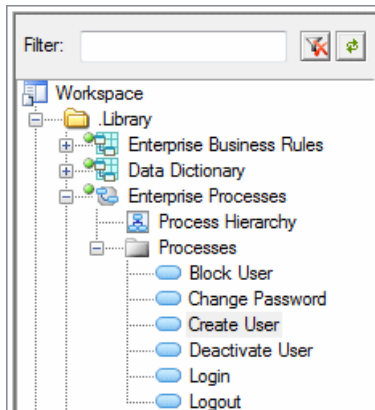 Filter:
Workspace
.Library
Enterprise Business Rules
Data Dictionary
Enterprise Processes
Process Hierarchy
Processes
Block User
Change Password
Create User
Deactivate User
Login
Logout